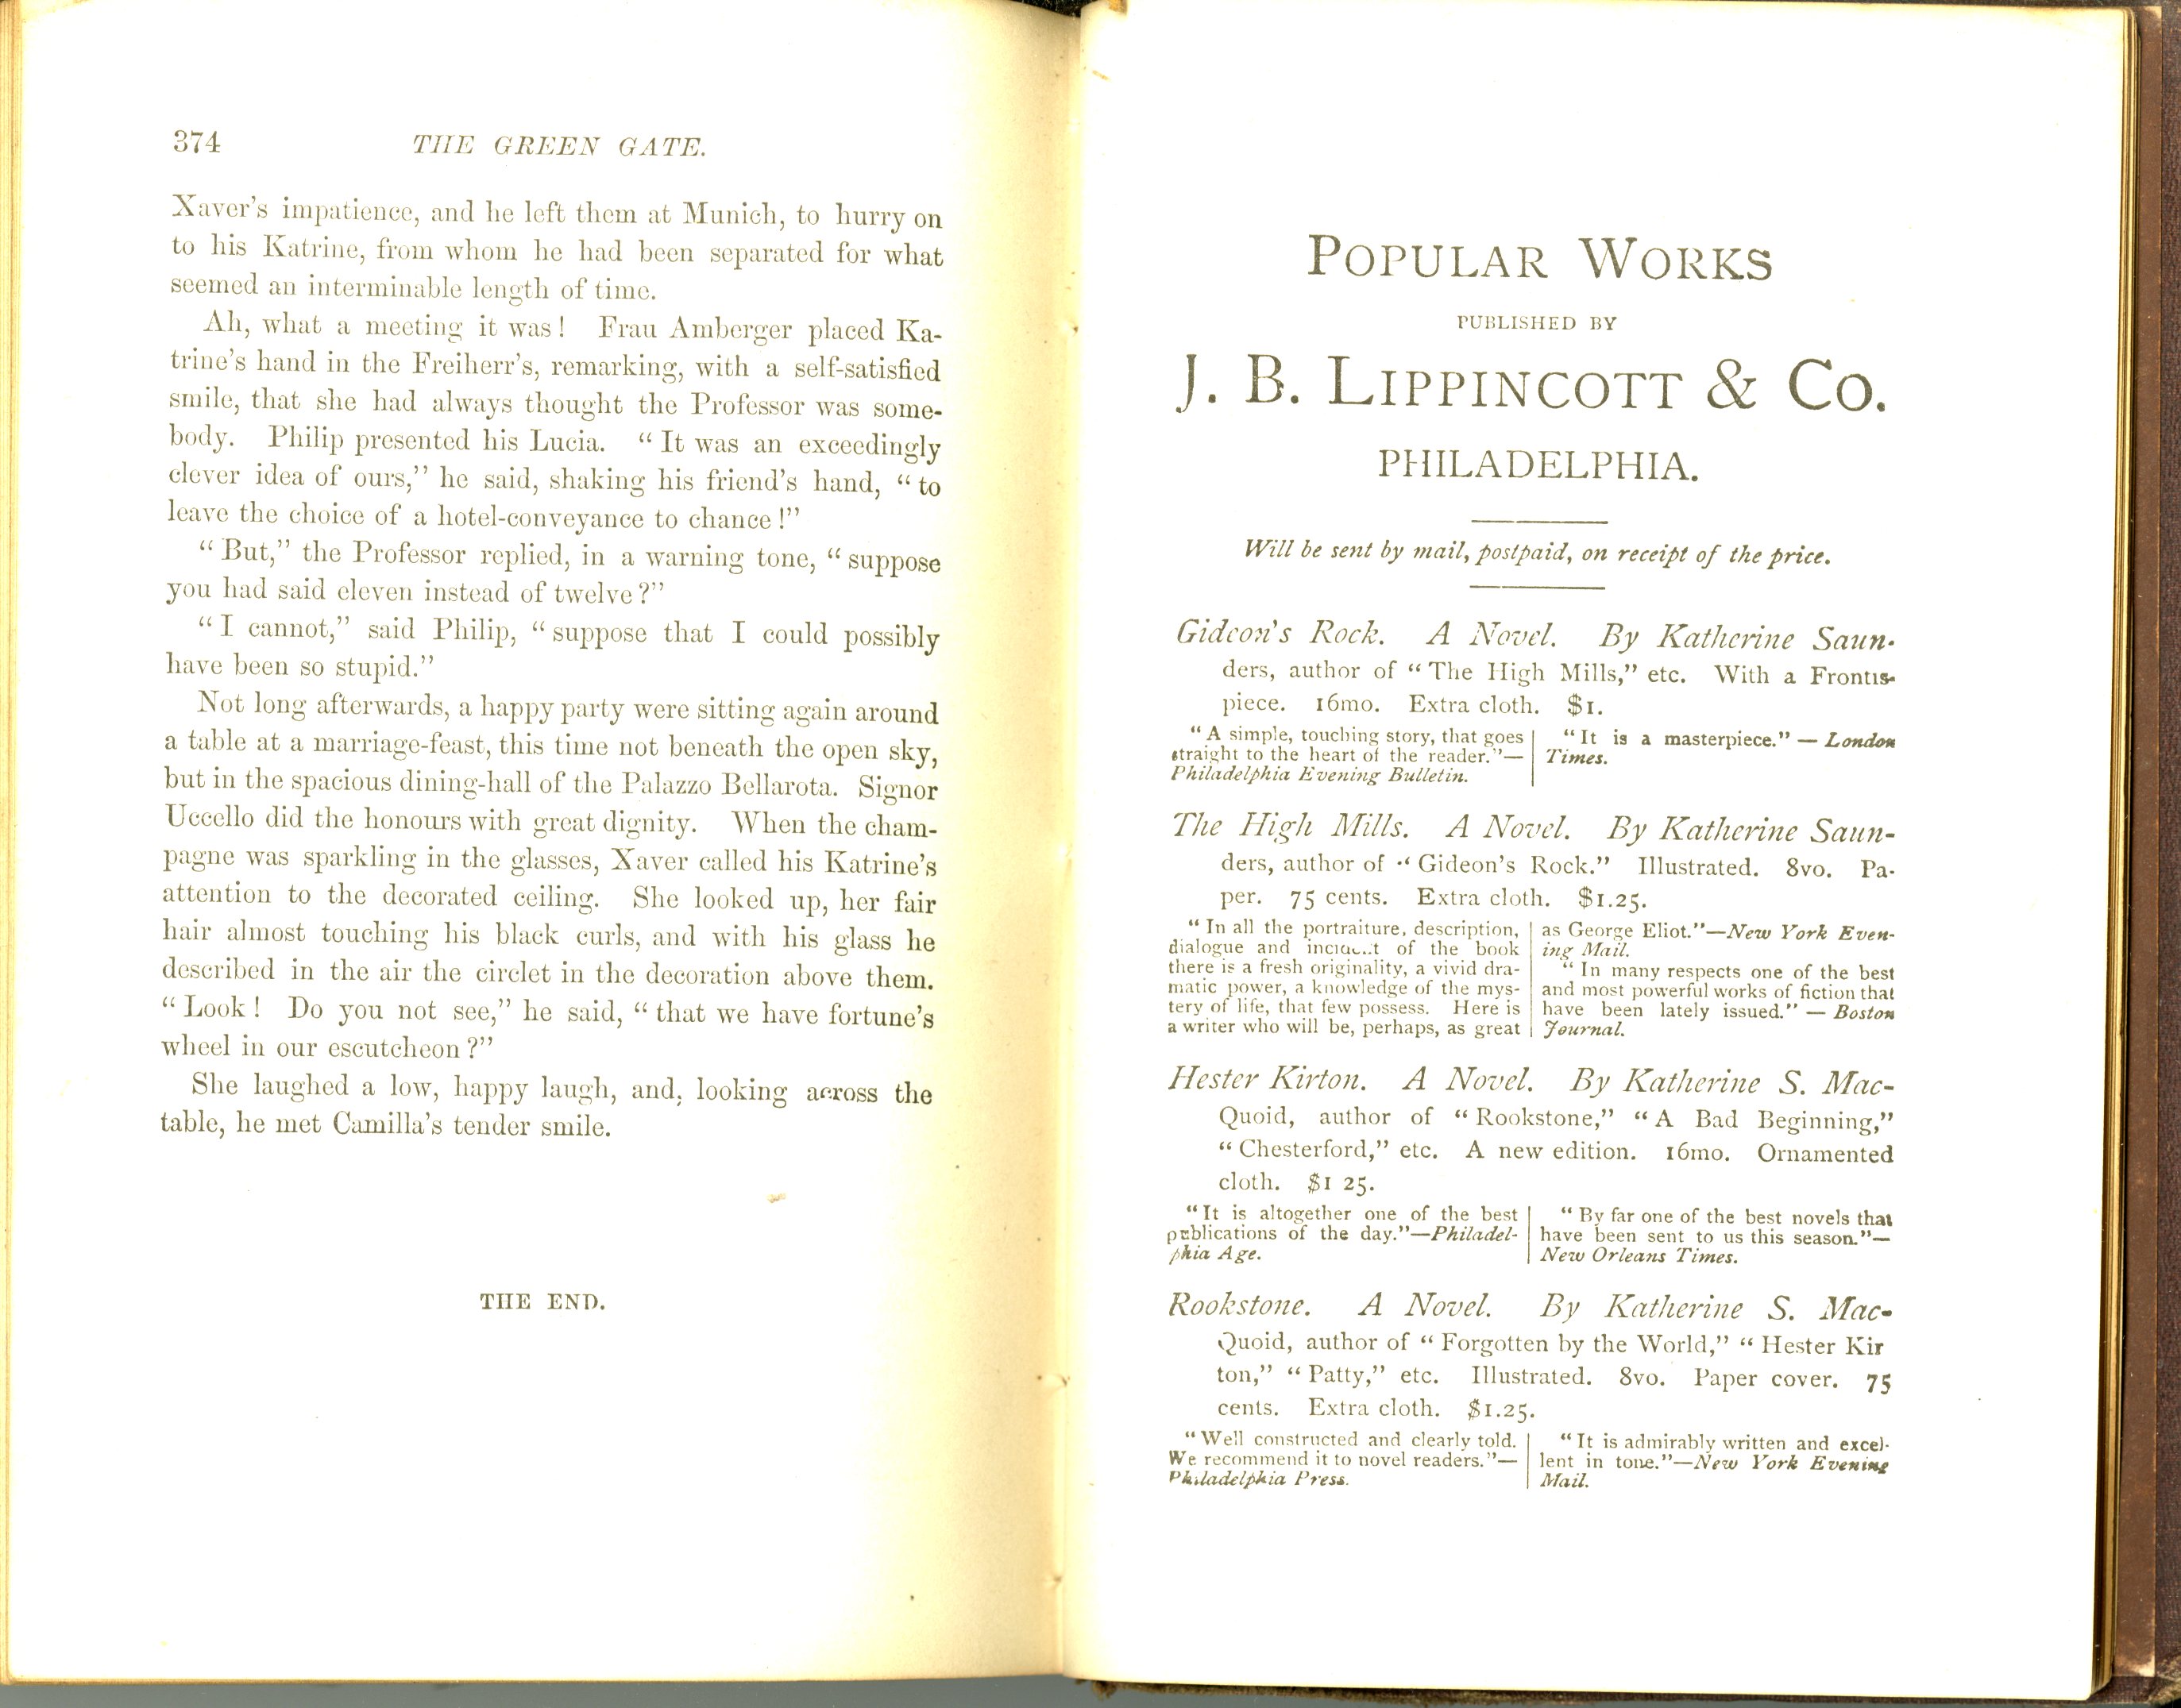 374 THE GREEN GATE.
Xaver's impatience, and he left them at Munich, to hurry on
to his Katrine, from whom he had been separated for what
seemed an interminable length of time.
Ah, what a meeting it was! Frau Amberger placed Ka-
trine's hand in the Freiherr's, remarking, with a self-satisfied
smile, that she had always thought the Professor was some-
body. Philip presented his Lucia. "It was an exceedingly
clever idea of ours," he said, shaking his friend's hand, "to
leave the choice of a hotel-conveyance to chance!"
"But," the Professor replied, in a warning tone, "suppose
you had said eleven instead of twelve?"
"I cannot," said Philip, "suppose that I could possibly
have been so stupid."
Not long afterwards, a happy party were sitting again around
a table at a marriage-feast, this time not beneath the open sky,
but in the spacious dining-hall of the Palazzo Bellarota. Signor
Uccello did the honours with great dignity. When the cham-
pagne was sparkling in the glasses, Xaver called his Katrine's
attention to the decorated ceiling. She looked up, her fair
hair almost touching his black curls, and with his glass he
described in the air the circlet in the decoration above them.
"Look! Do you not see," he said, "that we have fortune's
wheel in our escutcheon?"
She laughed a low, happy laugh, and, looking across the
table, he met Camilla's tender smile.
THE END.
POPULAR WORKS
PUBLISHED BY
J. B. LIPPINCOTT & CO.
PHILADELPHIA.
Will be sent by mail, postpaid, on receipt of the price.
Gideon's Rock. A Novel. By Katherine Saun-
ders, author of "The High Mills," etc. With a Frontis-
piece. 16mo. Extra cloth. $1.
"A simple, touching story, that goes
straight to the heart of the reader."—
Philadelphia Evening Bulletin.
"It is a masterpiece." — London
Times.
The High Mills. A Novel. By Katherine Saun-
ders, author of "Gideon's Rock." Illustrated. 8vo. Pa-
per. 75 cents. Extra cloth. $1.25.
"In all the portraiture, description,
dialogue and incident of the book
there is a fresh originality, a vivid dra-
matic power, a knowledge of the mys-
tery of life, that few possess. Here is
a writer who will be, perhaps, as great
as George Eliot."—New York Even-
ing Mail.
"In many respects one of the best
and most powerful works of fiction that
have been lately issued." — Boston
Journal.
Hester Kirton. A Novel. By Katherine S. Mac-
Quoid, author of "Rookstone," "A Bad Beginning,"
"Chesterford," etc. A new edition. 16mo. Ornamented
cloth. $1 25.
"It is altogether one of the best
publications of the day."—Philadel-
phia Age.
"By far one of the best novels that
have been sent to us this season."—
New Orleans Times.
Rookstone. A Novel. By Katherine S. Mac-
Quoid, author of "Forgotten by the World," "Hester Kir
ton," "Patty," etc. Illustrated. 8vo. Paper cover. 75
cents. Extra cloth. $1.25.
"Well constructed and clearly told.
We recommend it to novel readers."—
Philadelphia Press.
"It is admirably written and excel-
lent in tone."—New York Evening
Mail.